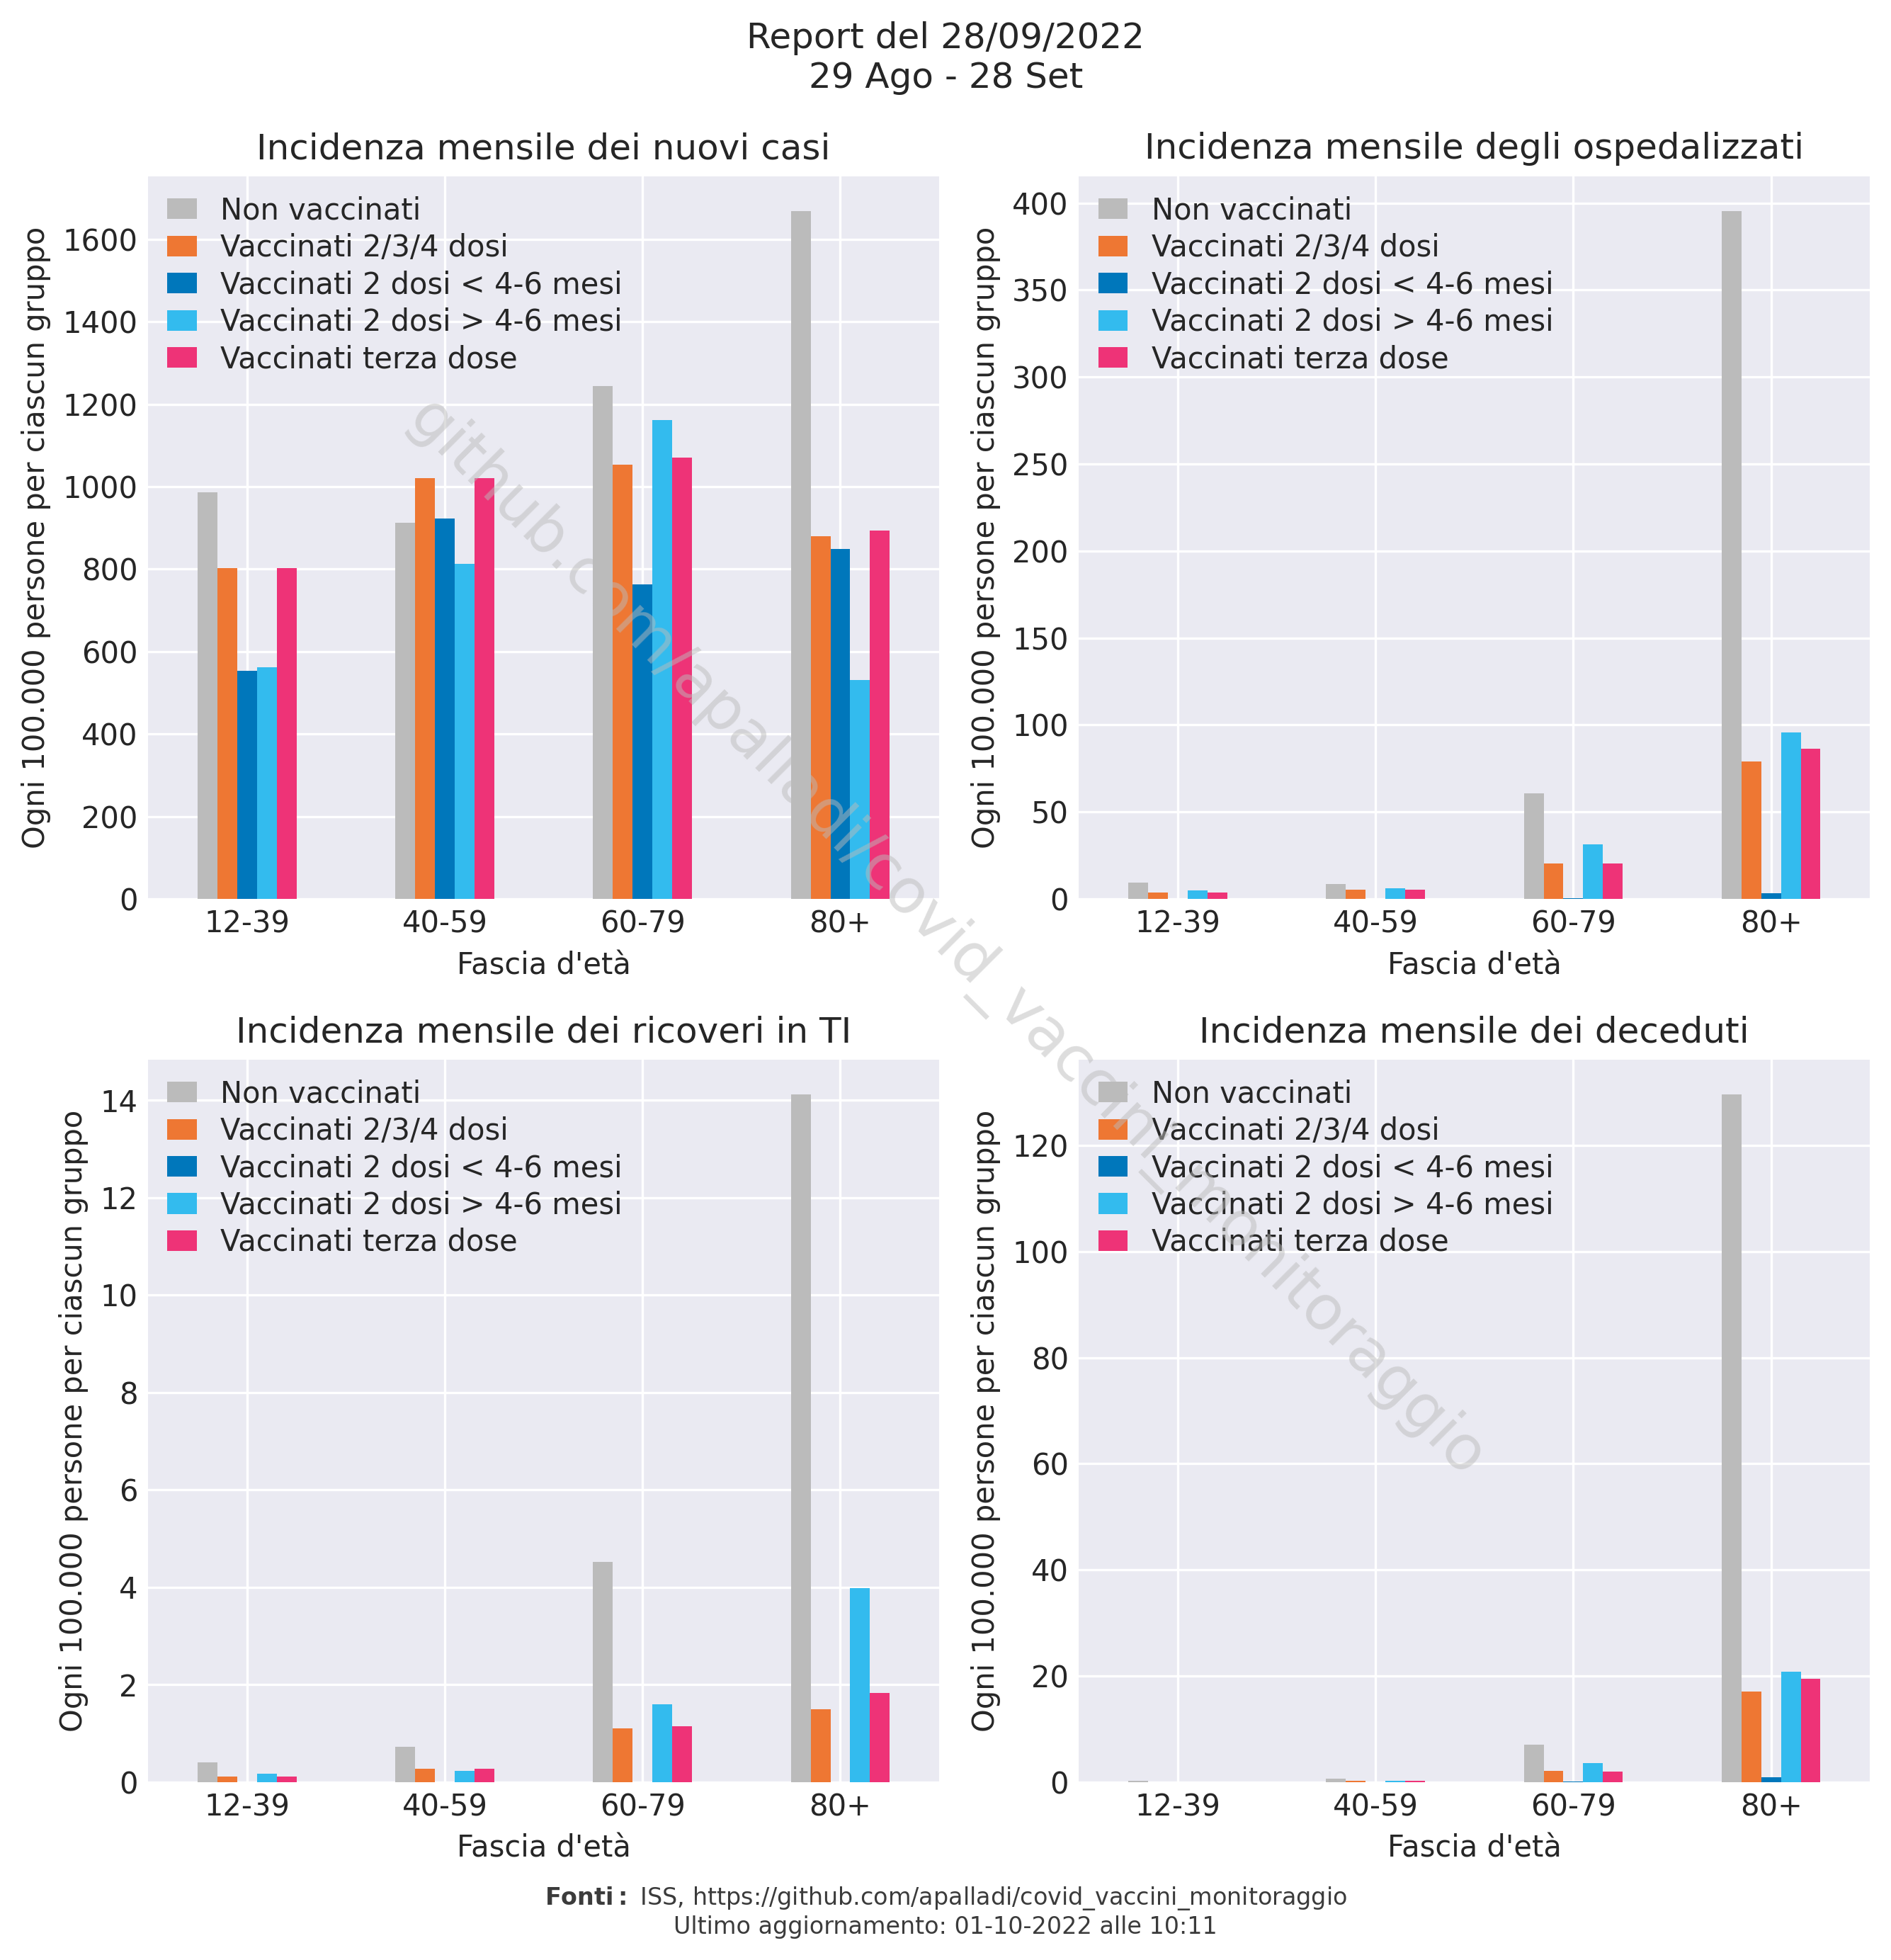 Report del 28/09/2022
29 Ago - 28 Set
Incidenza mensile dei nuovi casi
Ogni 100.000 persone per ciascun gruppo
1600
1400
1200
1000
800
600
400
200
0
Non vaccinati
Vaccinati 2/3/4 dosi
Vaccinati 2 dosi < 4-6 mesi
Vaccinati 2 dosi > 4-6 mesi
Vaccinati terza dose
12-39 40-59 60-79 80+
Fascia d'età
Incidenza mensile degli ospedalizzati
Ogni 100.000 persone per ciascun gruppo
400
350
300
250
200
150
100
50
0
Non vaccinati
Vaccinati 2/3/4 dosi
Vaccinati 2 dosi < 4-6 mesi
Vaccinati 2 dosi > 4-6 mesi
Vaccinati terza dose
12-39 40-59 60-79 80+
Fascia d'età
Incidenza mensile dei ricoveri in TI
Ogni 100.000 persone per ciascun gruppo
14
12
10
8
6
4
2
0
Non vaccinati
Vaccinati 2/3/4 dosi
Vaccinati 2 dosi < 4-6 mesi
Vaccinati 2 dosi > 4-6 mesi
Vaccinati terza dose
12-39 40-59 60-79 80+
Fascia d'età
Incidenza mensile dei deceduti
Ogni 100.000 persone per ciascun gruppo
120
100
80
60
40
20
0
Non vaccinati
Vaccinati 2/3/4 dosi
Vaccinati 2 dosi < 4-6 mesi
Vaccinati 2 dosi > 4-6 mesi
Vaccinati terza dose
12-39 40-59 60-79 80+
Fascia d'età
github.com/apalladi/covid_vaccini_monitoraggio
Fonti: ISS, https://github.com/apalladi/covid_vaccini_monitoraggio
Ultimo aggiornamento: 01-10-2022 alle 10:11